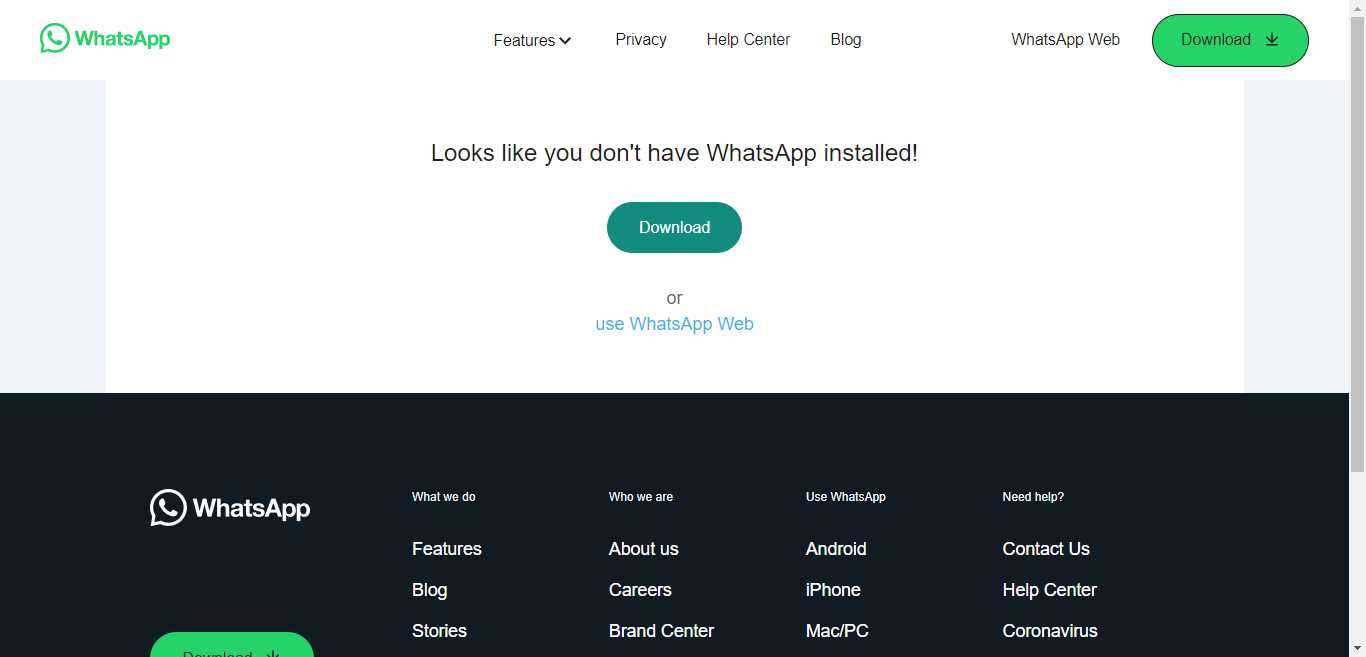 WhatsApp
Features
Privacy
Help Center
Blog
WhatsApp Web
Download
Looks like you don't have WhatsApp installed!
Download
or
use WhatsApp Web
WhatsApp
What we do
Who we are
Use WhatsApp
Need help?
Features
About us
Android
Contact Us
Blog
Careers
iPhone
Help Center
Stories
Brand Center
Mac/PC
Coronavirus
Download